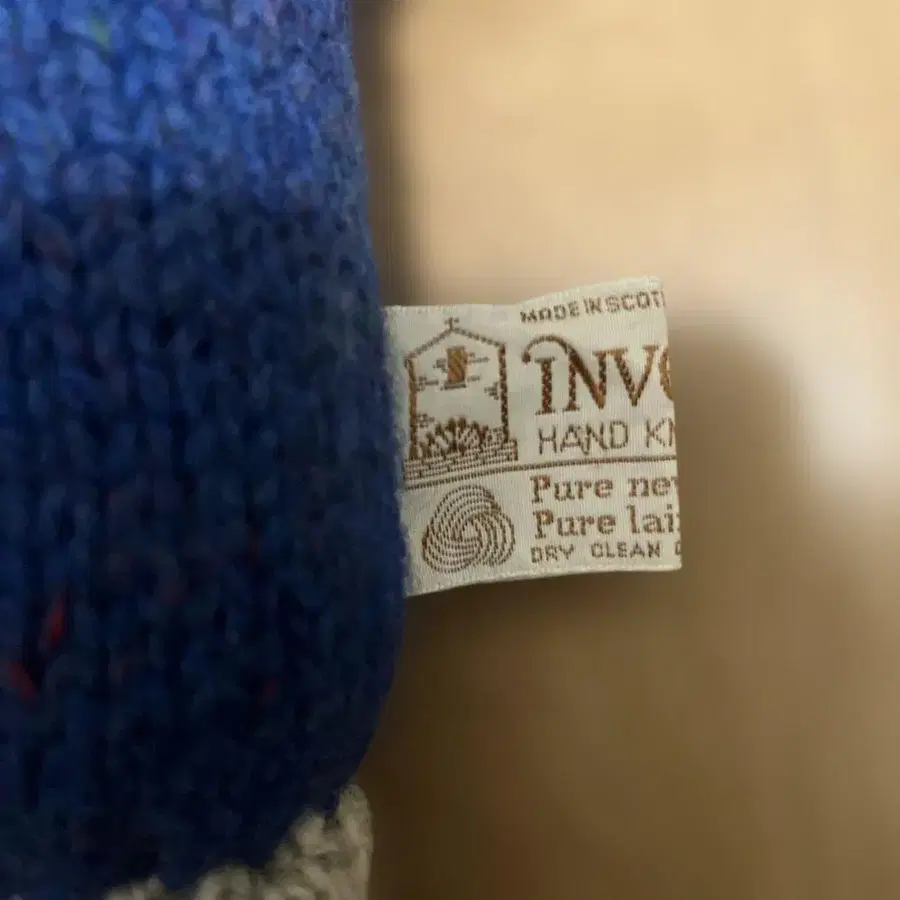 MADE IN SCOT
INV
HAND KN
Pure ne
Pure lai
DRY CLEAN